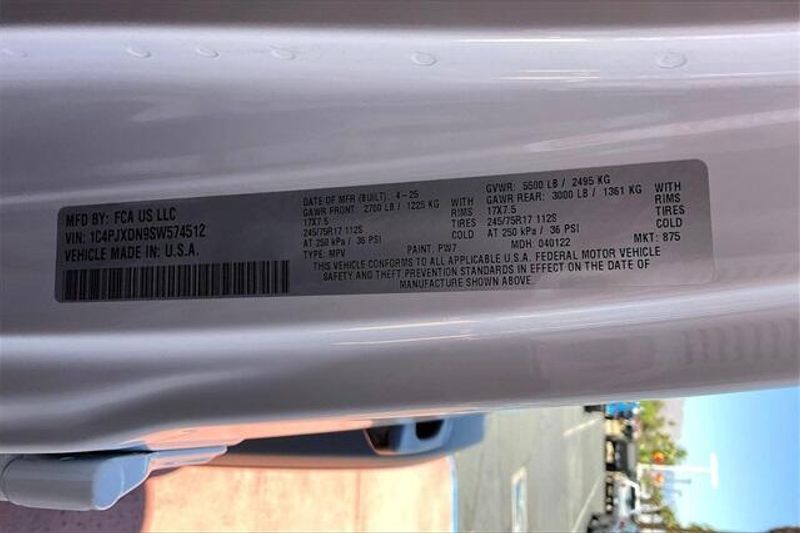 MFD BY: FCA US LLC
VIN: 1C4PJXDN9SW574512
VEHICLE MADE IN: U.S.A.
DATE OF MFR (BUILT): 4-25
GAWR FRONT: 2700 LB / 1225 KG WITH
17X7.5 RIMS
245/75R17 112S TIRES
AT 250 kPa / 36 PSI COLD
TYPE: MPV PAINT: PW7
GVWR: 5500 LB / 2495 KG
GAWR REAR: 3000 LB / 1361 KG WITH
17X7.5 RIMS
245/75R17 112S TIRES
AT 250 kPa / 36 PSI COLD
MDH: 040122 MKT: 875
THIS VEHICLE CONFORMS TO ALL APPLICABLE U.S.A. FEDERAL MOTOR VEHICLE
SAFETY AND THEFT PREVENTION STANDARDS IN EFFECT ON THE DATE OF
MANUFACTURE SHOWN ABOVE